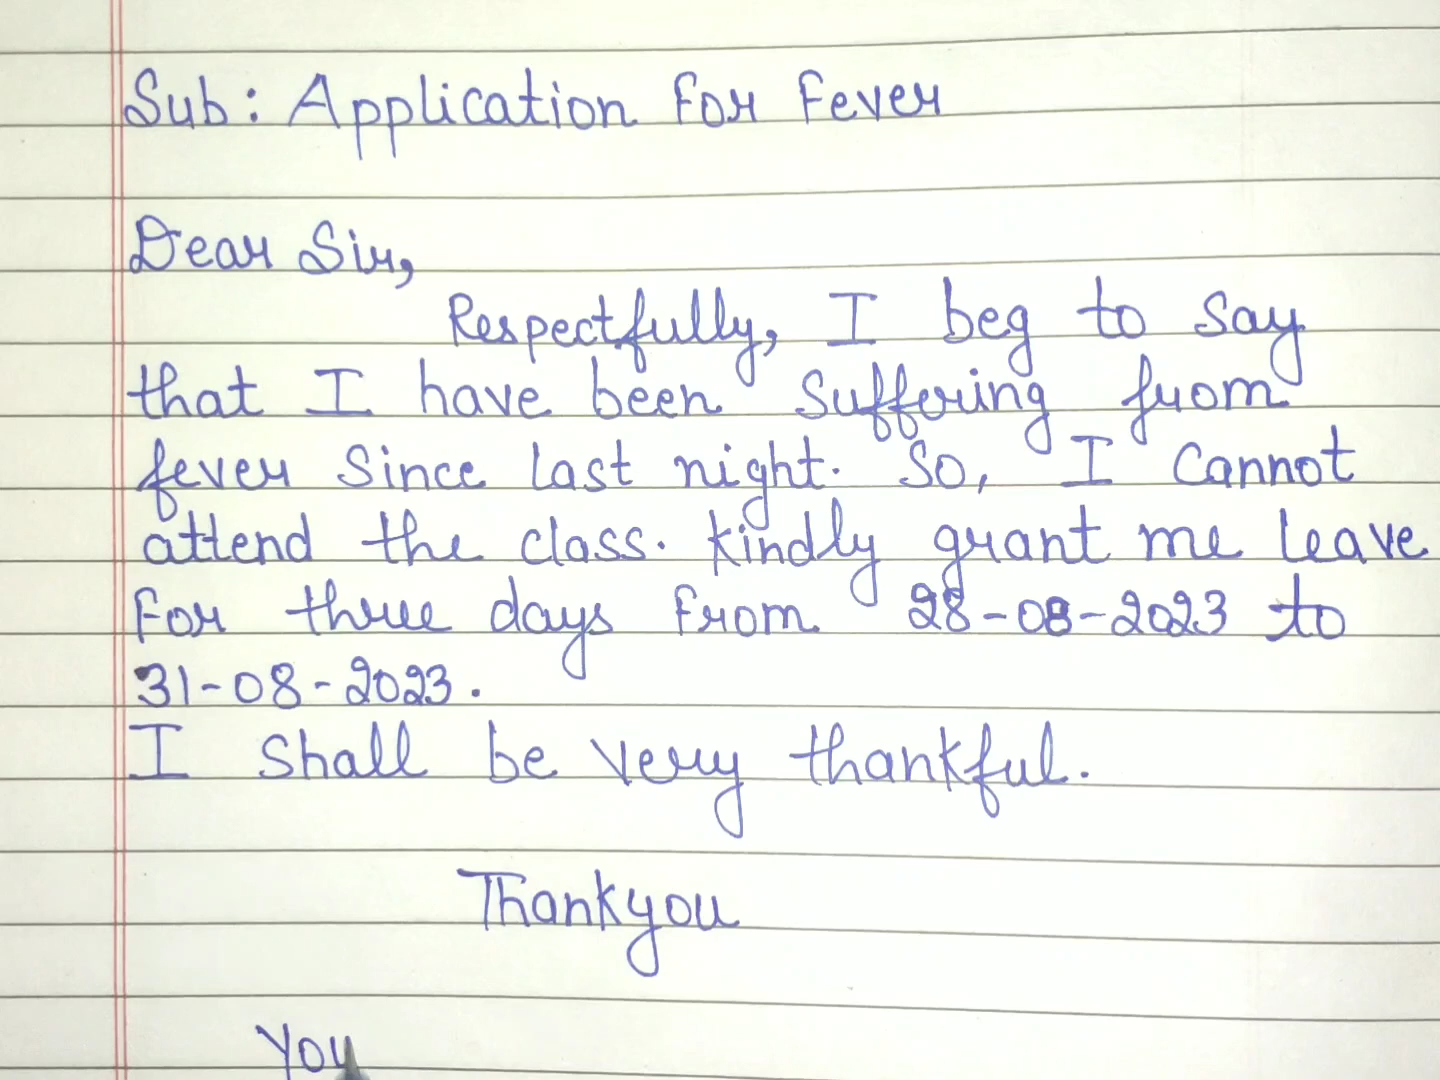 Sub: Application For Fever
Dear Sir,
Respectfully, I beg to say
that I have been suffering from
fever since last night. So, I cannot
attend the class. Kindly grant me leave
For three days From 28-08-2023 to
31-08-2023.
I shall be very thankful.
Thankyou
You